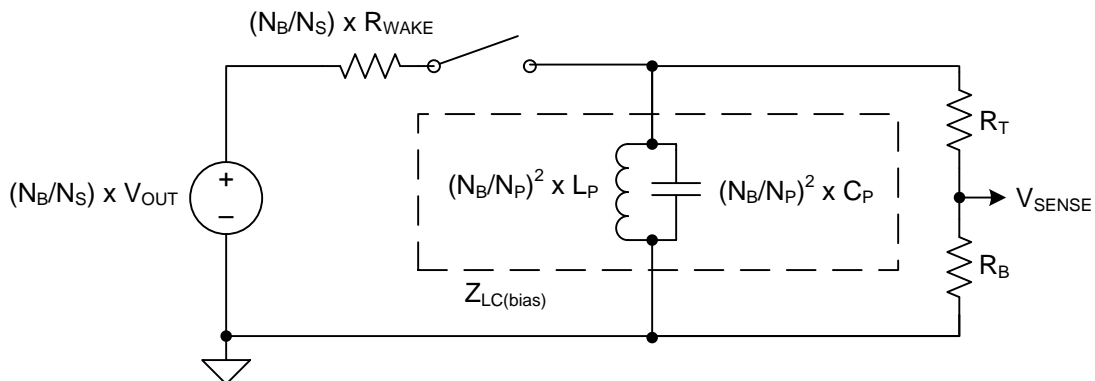 (N_B/N_S) x R_WAKE
(N_B/N_S) x V_OUT
+
–
(N_B/N_P)² x L_P
(N_B/N_P)² x C_P
Z_LC(bias)
R_T
V_SENSE
R_B